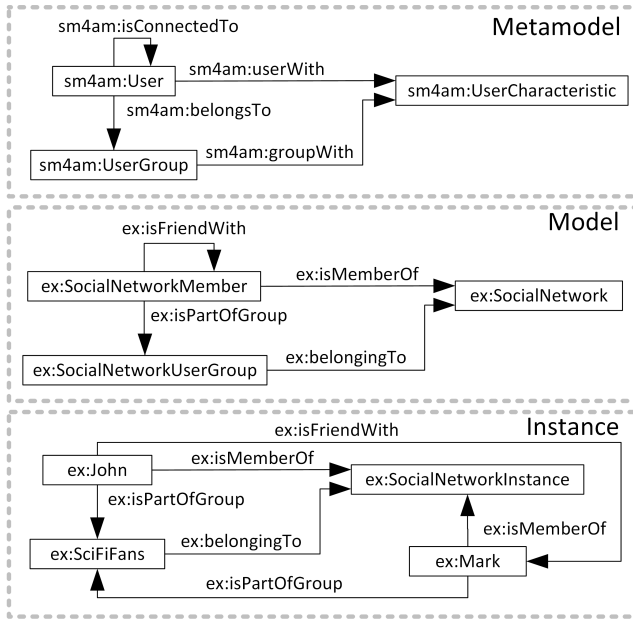 sm4am:isConnectedTo
Metamodel
sm4am:User
sm4am:userWith
sm4am:UserCharacteristic
sm4am:belongsTo
sm4am:UserGroup
sm4am:groupWith
Model
ex:isFriendWith
ex:SocialNetworkMember
ex:isMemberOf
ex:SocialNetwork
ex:isPartOfGroup
ex:SocialNetworkUserGroup
ex:belongingTo
Instance
ex:isFriendWith
ex:John
ex:isMemberOf
ex:SocialNetworkInstance
ex:isPartOfGroup
ex:isMemberOf
ex:SciFiFans
ex:belongingTo
ex:Mark
ex:isPartOfGroup